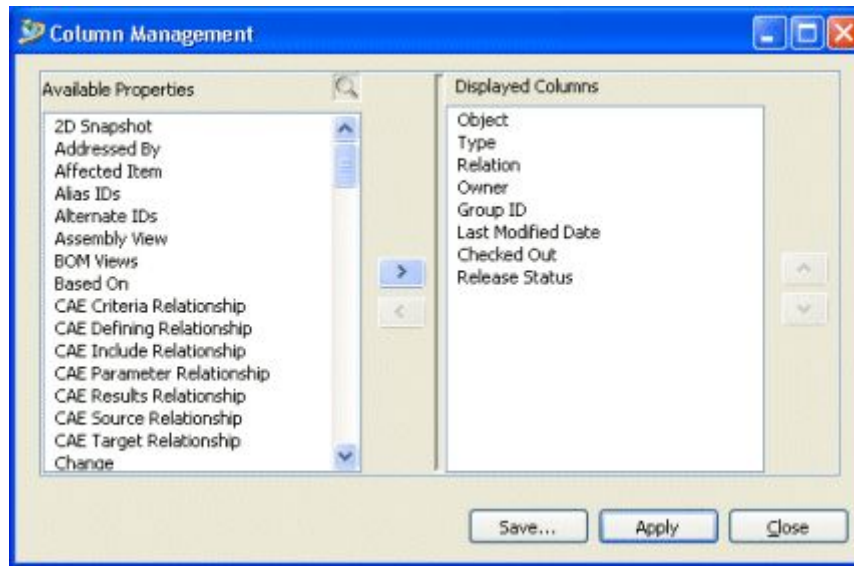 Column Management
Available Properties
2D Snapshot
Addressed By
Affected Item
Alias IDs
Alternate IDs
Assembly View
BOM Views
Based On
CAE Criteria Relationship
CAE Defining Relationship
CAE Include Relationship
CAE Parameter Relationship
CAE Results Relationship
CAE Source Relationship
CAE Target Relationship
Change
Displayed Columns
Object
Type
Relation
Owner
Group ID
Last Modified Date
Checked Out
Release Status
Save...
Apply
Close